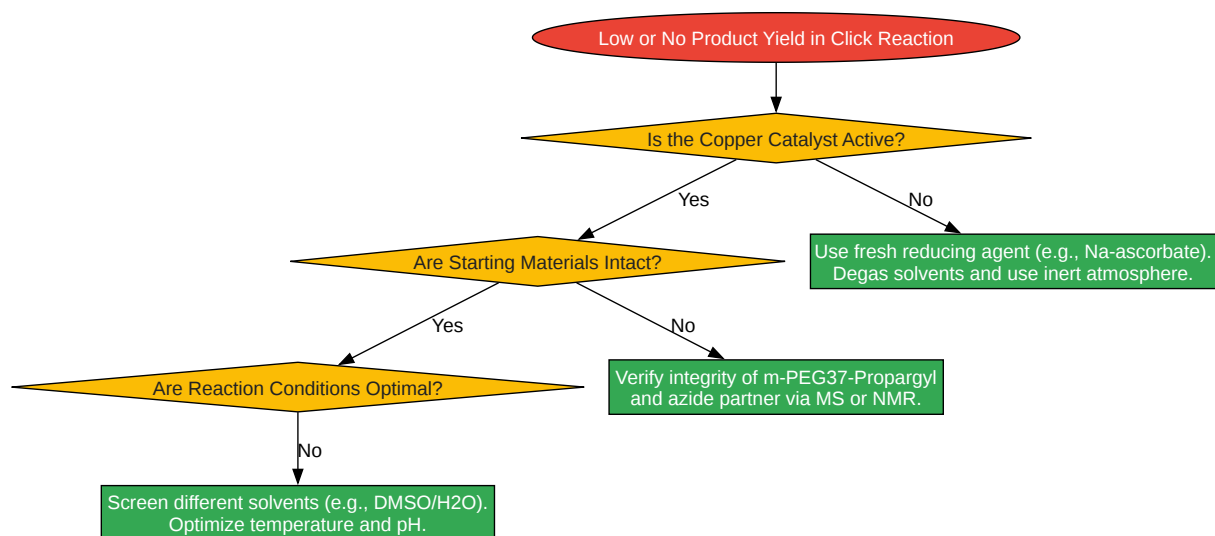 Low or No Product Yield in Click Reaction
Is the Copper Catalyst Active?
Yes
No
Are Starting Materials Intact?
Use fresh reducing agent (e.g., Na-ascorbate).
Degas solvents and use inert atmosphere.
Yes
No
Are Reaction Conditions Optimal?
Verify integrity of m-PEG37-Propargyl
and azide partner via MS or NMR.
No
Screen different solvents (e.g., DMSO/H2O).
Optimize temperature and pH.